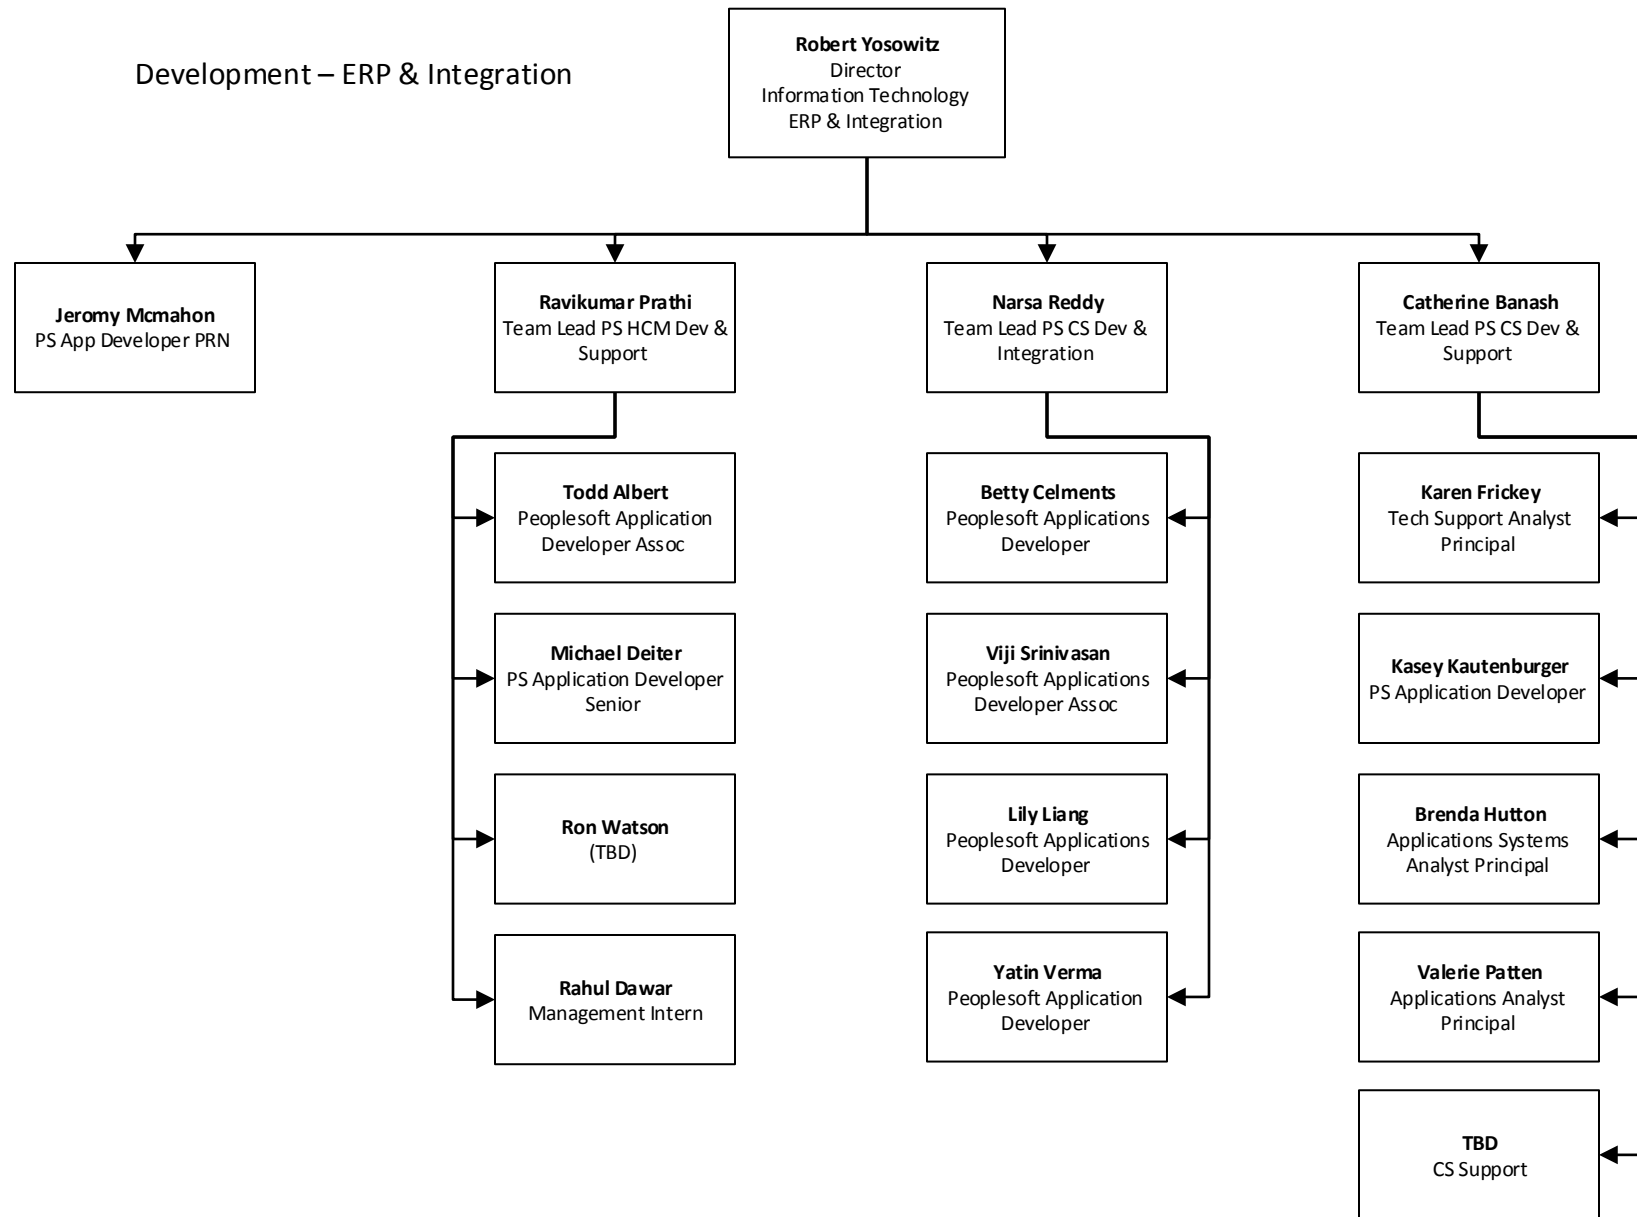 Development – ERP & Integration
Robert Yosowitz
Director
Information Technology
ERP & Integration
Jeromy Mcmahon
PS App Developer PRN
Ravikumar Prathi
Team Lead PS HCM Dev &
Support
Narsa Reddy
Team Lead PS CS Dev &
Integration
Catherine Banash
Team Lead PS CS Dev &
Support
Todd Albert
Peoplesoft Application
Developer Assoc
Betty Celments
Peoplesoft Applications
Developer
Karen Frickey
Tech Support Analyst
Principal
Michael Deiter
PS Application Developer
Senior
Viji Srinivasan
Peoplesoft Applications
Developer Assoc
Kasey Kautenburger
PS Application Developer
Ron Watson
(TBD)
Lily Liang
Peoplesoft Applications
Developer
Brenda Hutton
Applications Systems
Analyst Principal
Rahul Dawar
Management Intern
Yatin Verma
Peoplesoft Application
Developer
Valerie Patten
Applications Analyst
Principal
TBD
CS Support